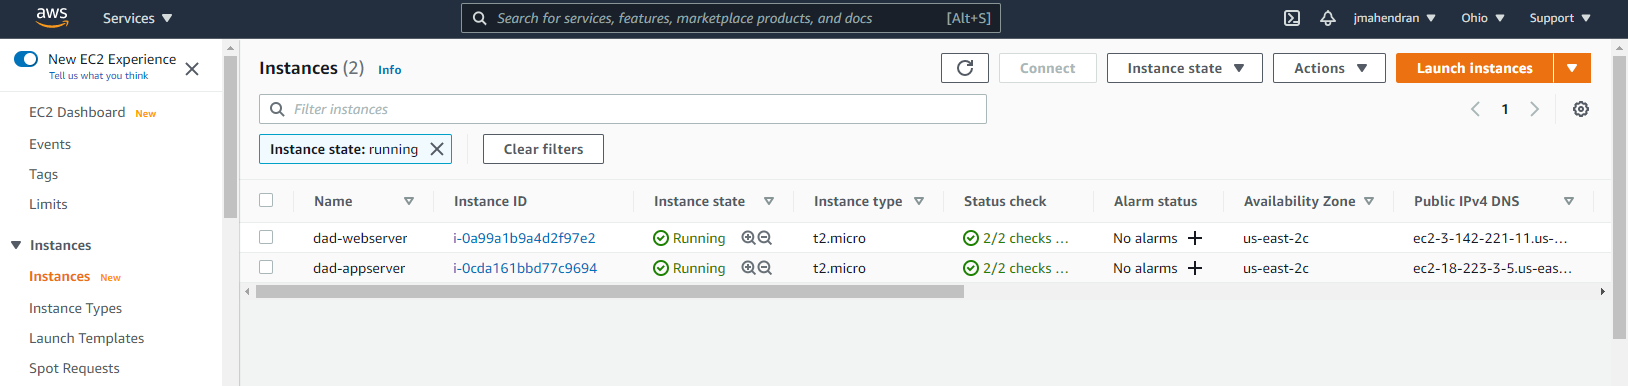 aws Services Search for services, features, marketplace products, and docs [Alt+S] jmahendran Ohio Support
New EC2 Experience
Tell us what you think
EC2 Dashboard New
Events
Tags
Limits
Instances
Instances New
Instance Types
Launch Templates
Spot Requests
Instances (2) Info Connect Instance state Actions Launch instances
Filter instances 1
Instance state: running Clear filters
Name Instance ID Instance state Instance type Status check Alarm status Availability Zone Public IPv4 DNS
dad-webserver i-0a99a1b9a4d2f97e2 Running t2.micro 2/2 checks ... No alarms + us-east-2c ec2-3-142-221-11.us-...
dad-appserver i-0cda161bbd77c9694 Running t2.micro 2/2 checks ... No alarms + us-east-2c ec2-18-223-3-5.us-eas...